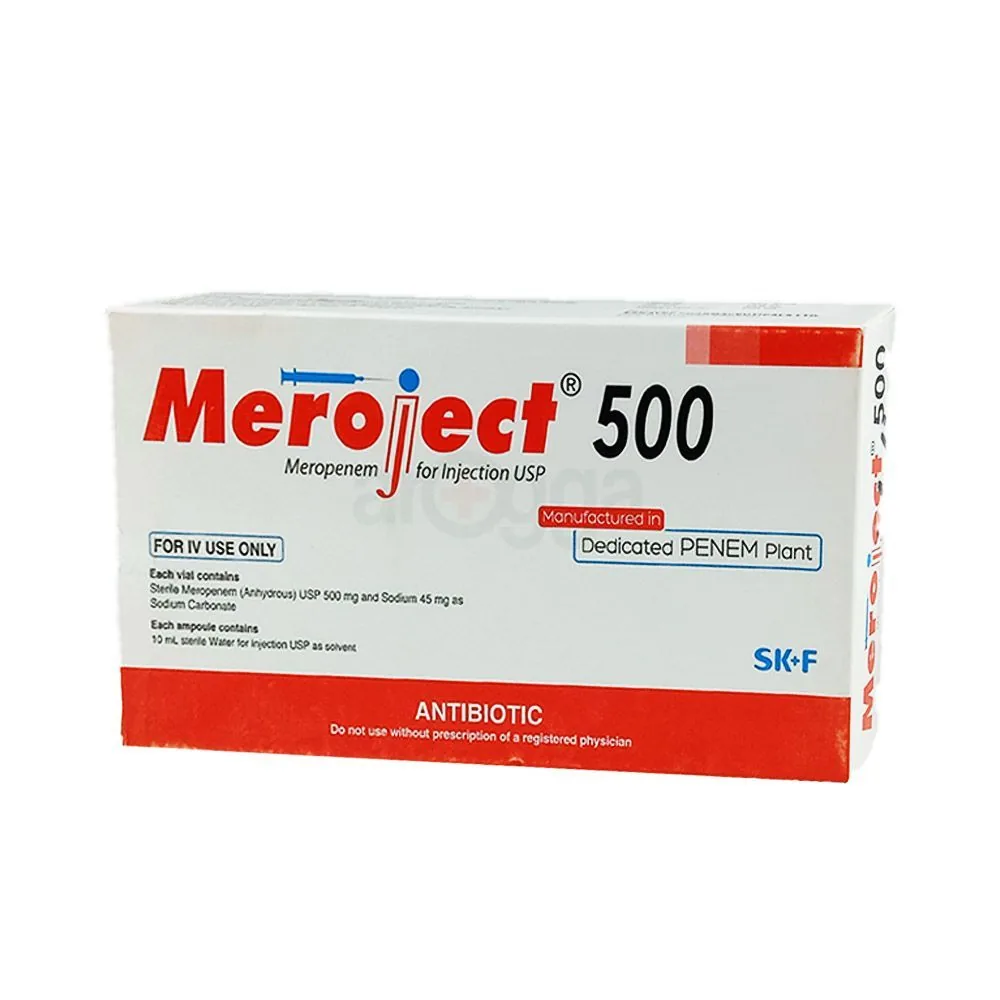 Meroject® 500
Meropenem for Injection USP
arogga
Manufactured in
Dedicated PENEM Plant
FOR IV USE ONLY
Each vial contains
Sterile Meropenem (Anhydrous) USP 500 mg and Sodium 45 mg as
Sodium Carbonate
Each ampoule contains
10 mL sterile Water for Injection USP as solvent
SK+F
ANTIBIOTIC
Do not use without prescription of a registered physician
Meroject® 500